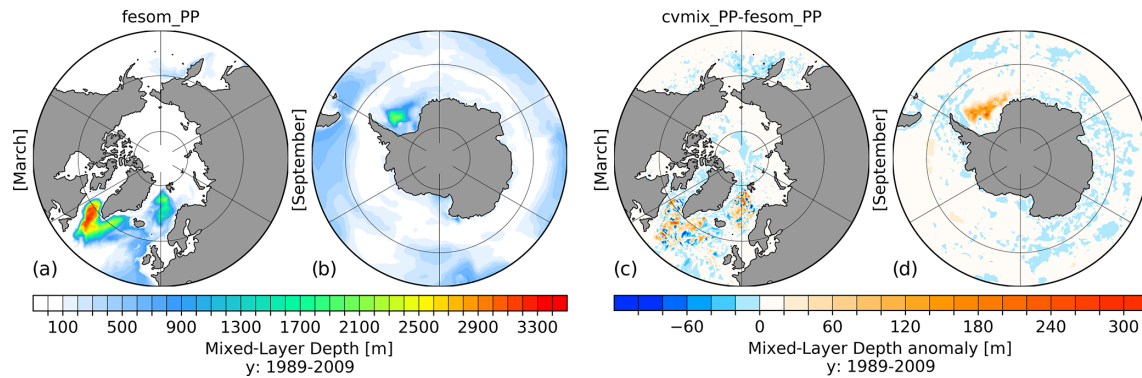 fesom_PP
cvmix_PP-fesom_PP
[March]
(a)
[September]
(b)
[March]
(c)
[September]
(d)
100 500 900 1300 1700 2100 2500 2900 3300
Mixed-Layer Depth [m]
y: 1989-2009
−60 0 60 120 180 240 300
Mixed-Layer Depth anomaly [m]
y: 1989-2009